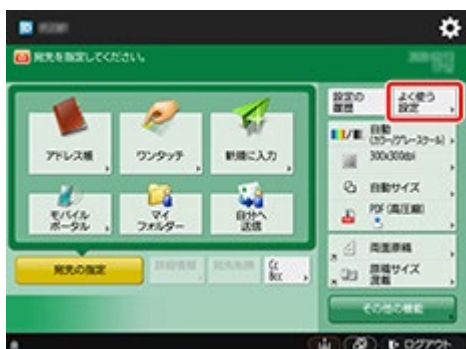 宛先を指定してください。
設定の
履歴
よく使う
設定
アドレス帳
ワンタッチ
新規に入力
自動
(カラー/グレースケール)
300x300dpi
自動サイズ
モバイル
ポータル
マイ
フォルダー
自分へ
送信
PDF(高圧縮)
宛先の指定
詳細情報
宛先削除
Cc
Bcc
両面原稿
原稿サイズ
混載
その他の機能
ログアウト